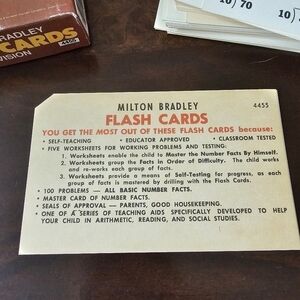 BRADLEY
CARDS
4455
VISION
10/70
10
MILTON BRADLEY
4455
FLASH CARDS
YOU GET THE MOST OUT OF THESE FLASH CARDS because:
• SELF-TEACHING • EDUCATOR APPROVED • CLASSROOM TESTED
• FIVE WORKSHEETS FOR WORKING PROBLEMS AND TESTING:
1. Worksheets enable the child to Master the Number Facts By Himself.
2. Worksheets group the Facts in Order of Difficulty. The child works
and re-works each group of facts.
3. Worksheets provide a means of Self-Testing for progress, as each
group of facts is mastered by drilling with the Flash Cards.
• 100 PROBLEMS — ALL BASIC NUMBER FACTS.
• MASTER CARD OF NUMBER FACTS.
• SEALS OF APPROVAL — PARENTS, GOOD HOUSEKEEPING.
• ONE OF A SERIES OF TEACHING AIDS SPECIFICALLY DEVELOPED TO HELP
YOUR CHILD IN ARITHMETIC, READING, AND SOCIAL STUDIES.